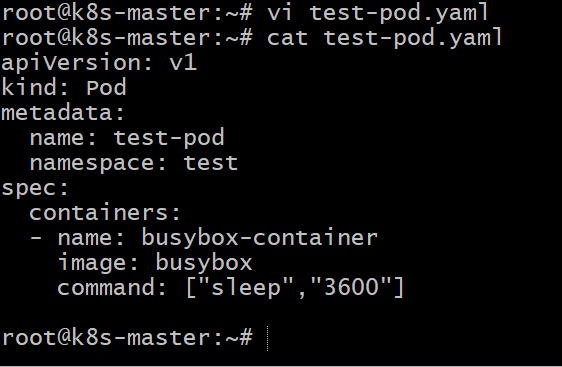 root@k8s-master:~# vi test-pod.yaml
root@k8s-master:~# cat test-pod.yaml
apiVersion: v1
kind: Pod
metadata:
  name: test-pod
  namespace: test
spec:
  containers:
  - name: busybox-container
    image: busybox
    command: ["sleep","3600"]

root@k8s-master:~#